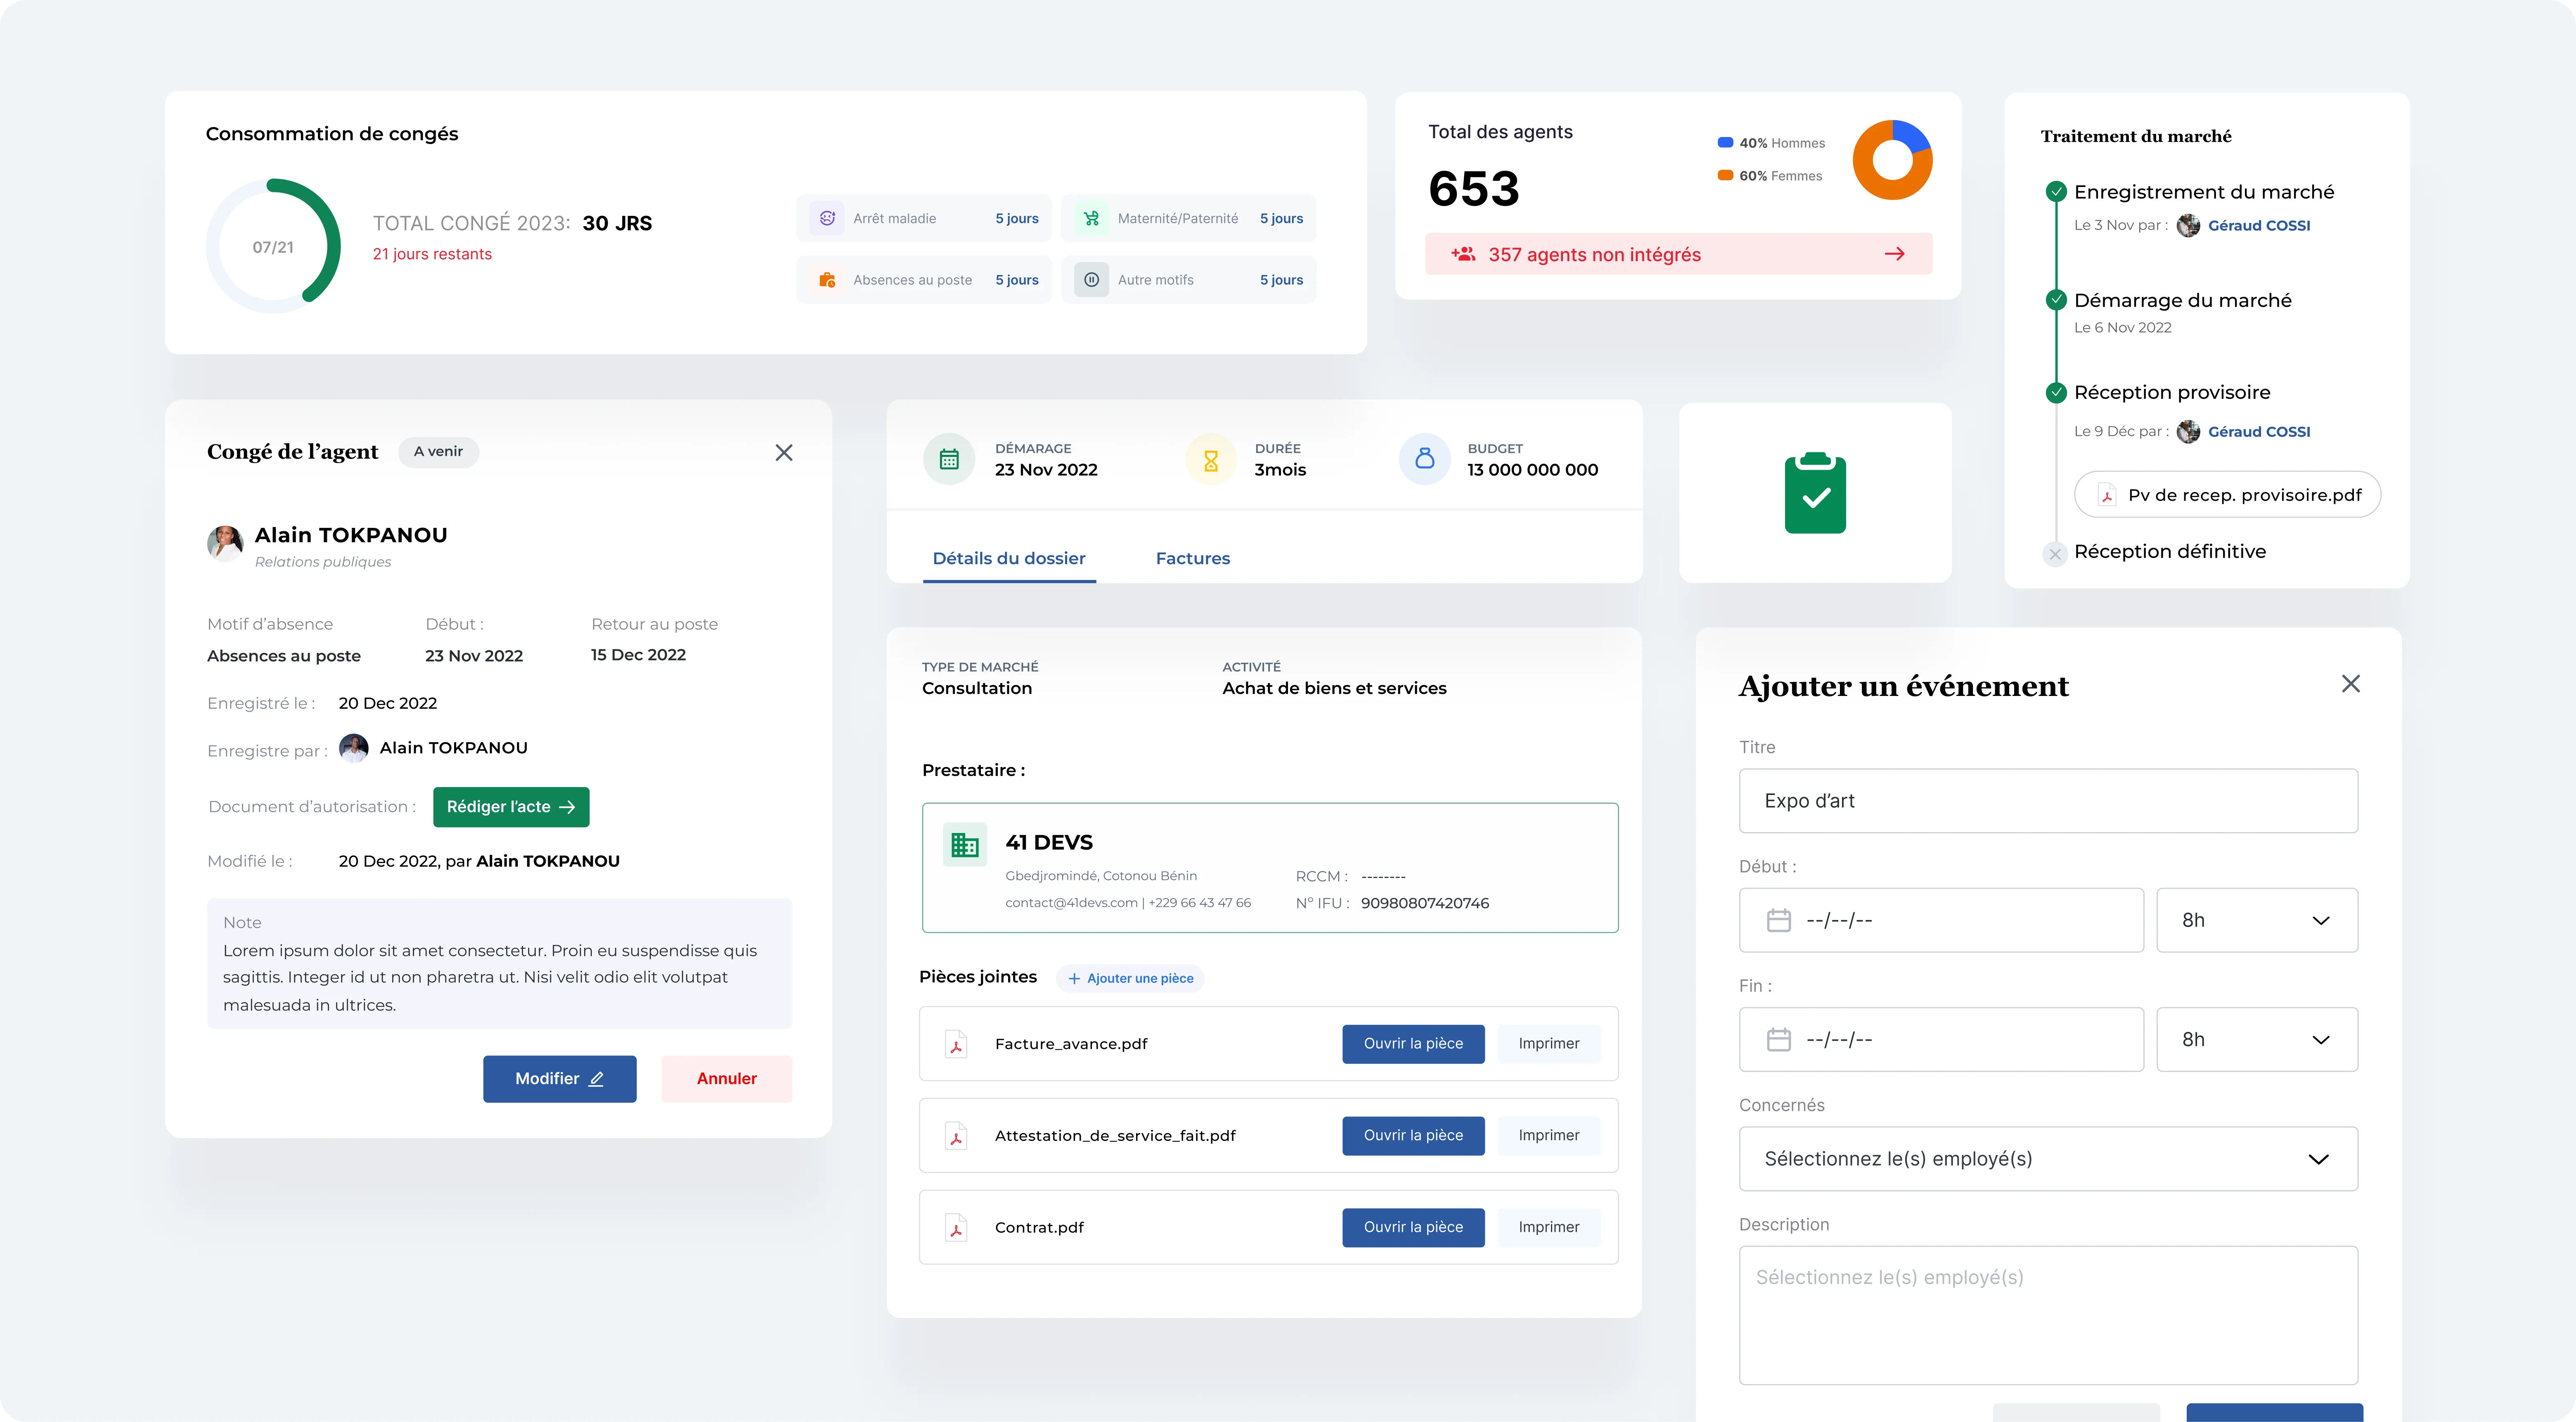 Consommation de congés
07/21
TOTAL CONGÉ 2023: 30 JRS
21 jours restants
Arrêt maladie 5 jours
Maternité/Paternité 5 jours
Absences au poste 5 jours
Autre motifs 5 jours
Total des agents
653
40% Hommes
60% Femmes
357 agents non intégrés
Traitement du marché
Enregistrement du marché
Le 3 Nov par : Géraud COSSI
Démarrage du marché
Le 6 Nov 2022
Réception provisoire
Le 9 Déc par : Géraud COSSI
Pv de recep. provisoire.pdf
Réception définitive
Congé de l’agent
A venir
Alain TOKPANOU
Relations publiques
Motif d’absence
Absences au poste
Début :
23 Nov 2022
Retour au poste
15 Dec 2022
Enregistré le : 20 Dec 2022
Enregistre par : Alain TOKPANOU
Document d’autorisation : Rédiger l’acte
Modifié le : 20 Dec 2022, par Alain TOKPANOU
Note
Lorem ipsum dolor sit amet consectetur. Proin eu suspendisse quis
sagittis. Integer id ut non pharetra ut. Nisi velit odio elit volutpat
malesuada in ultrices.
Modifier
Annuler
DÉMARAGE
23 Nov 2022
DURÉE
3mois
BUDGET
13 000 000 000
Détails du dossier
Factures
TYPE DE MARCHÉ
Consultation
ACTIVITÉ
Achat de biens et services
Prestataire :
41 DEVS
Gbedjromindé, Cotonou Bénin
contact@41devs.com | +229 66 43 47 66
RCCM : --------
N° IFU : 90980807420746
Pièces jointes
+ Ajouter une pièce
Facture_avance.pdf
Ouvrir la pièce
Imprimer
Attestation_de_service_fait.pdf
Ouvrir la pièce
Imprimer
Contrat.pdf
Ouvrir la pièce
Imprimer
Ajouter un événement
Titre
Expo d’art
Début :
--/--/--
8h
Fin :
--/--/--
8h
Concernés
Sélectionnez le(s) employé(s)
Description
Sélectionnez le(s) employé(s)